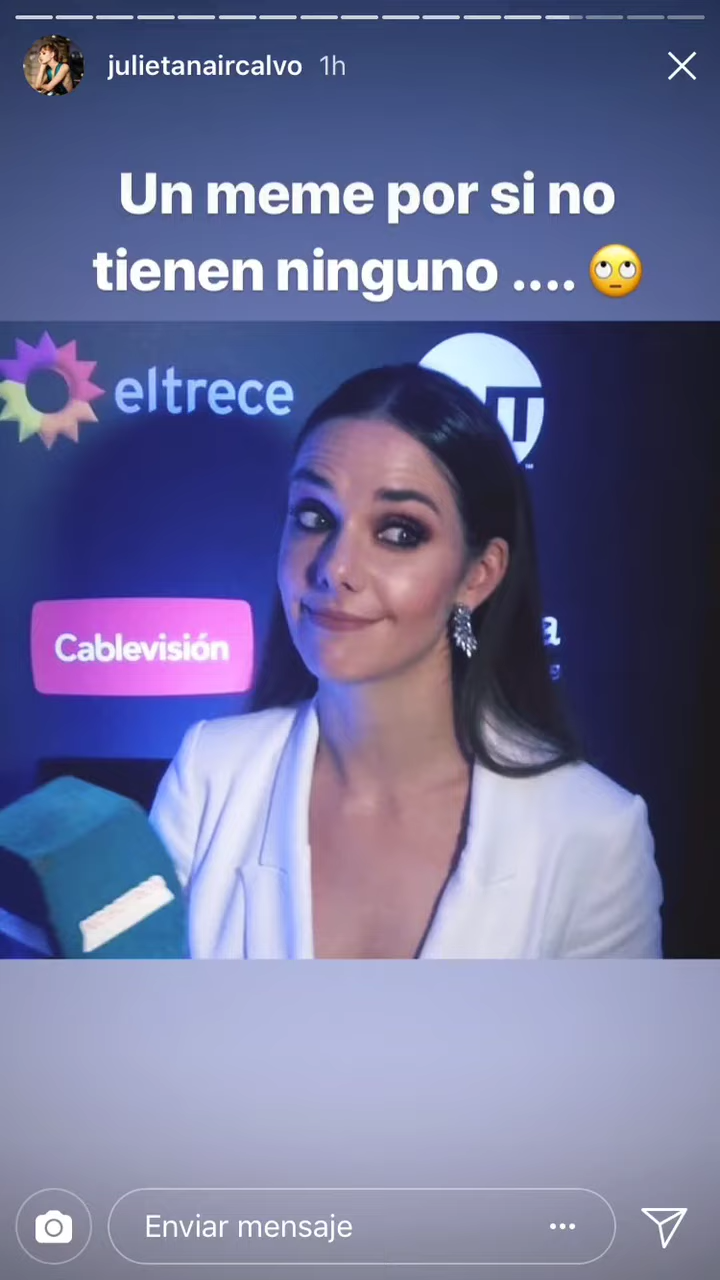 julietanaircalvo 1h
Un meme por si no
tienen ninguno .... 🙄
eltrece
Cablevisión
Enviar mensaje